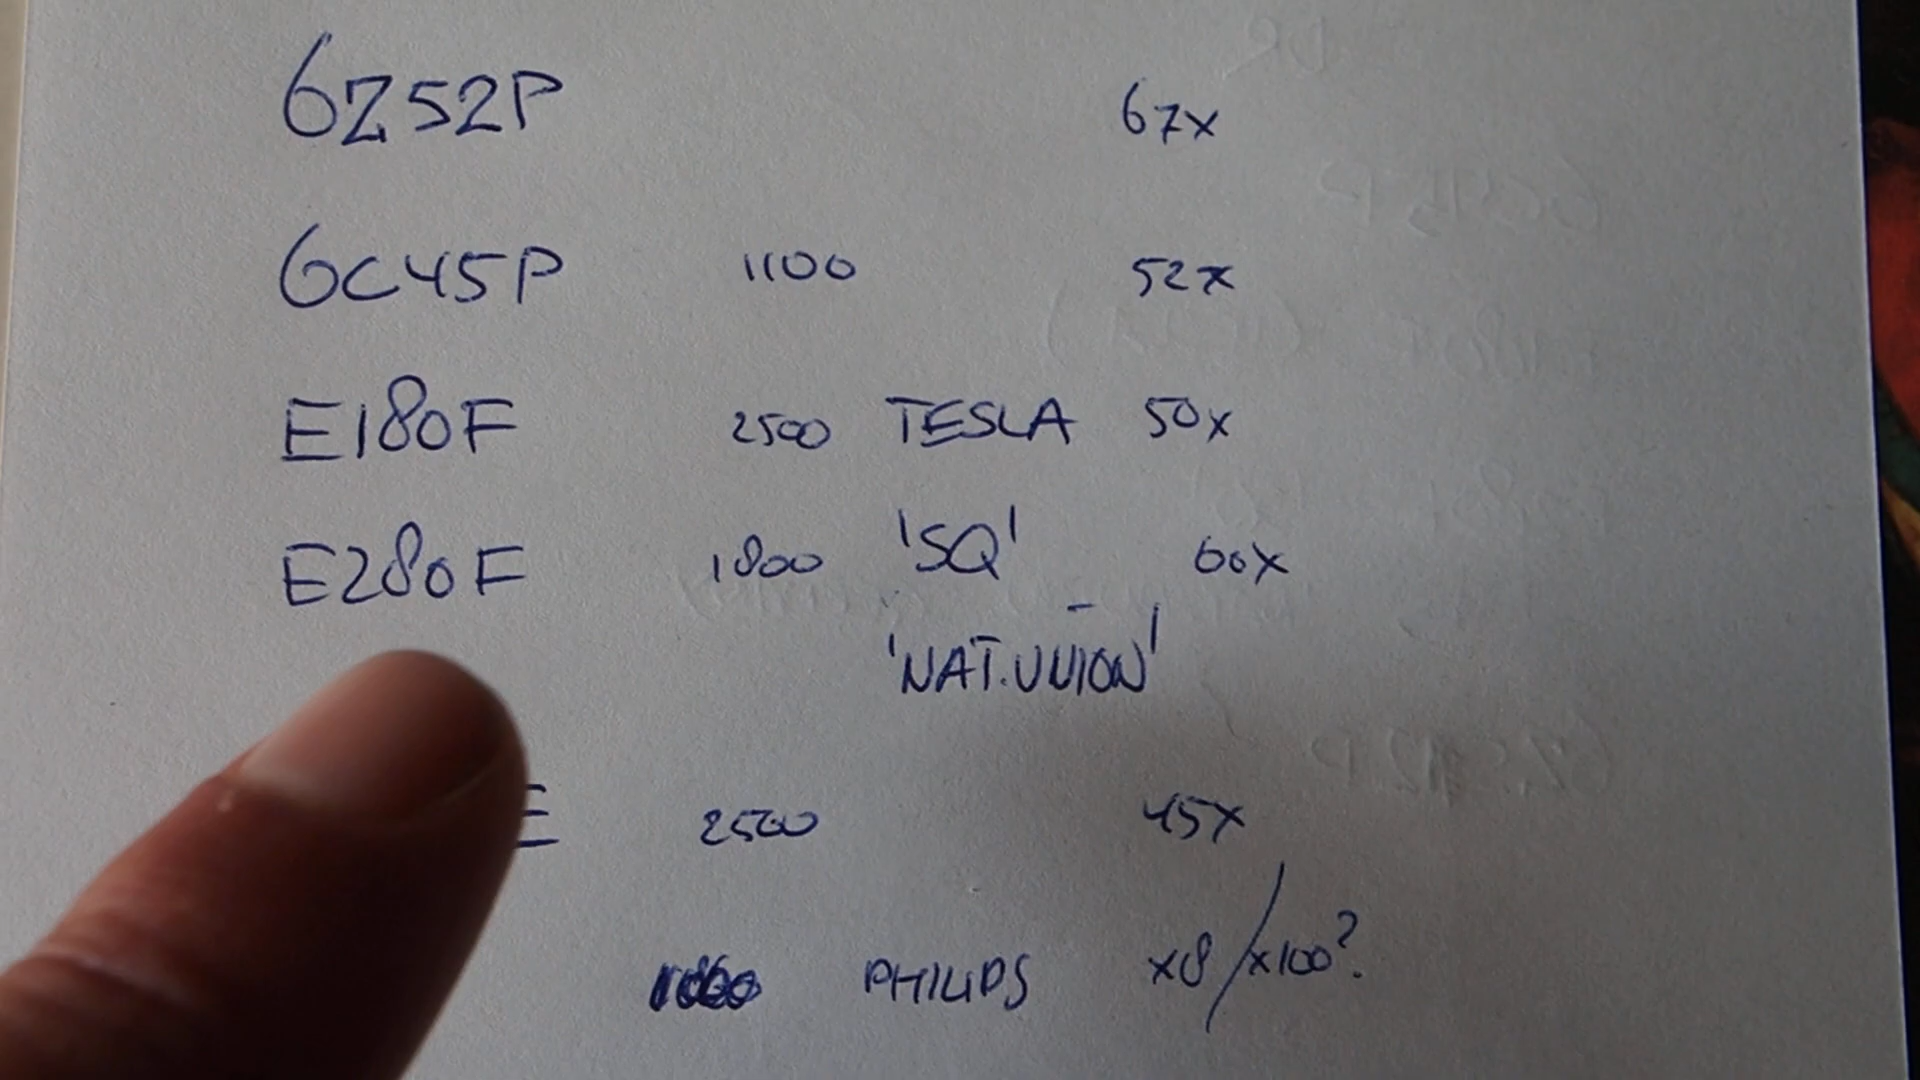 6Z52P 67x
6C45P 1100 52x
E180F 2500 TESLA 50x
E280F 1800 'SQ' 60x
'NAT.UNION'
E 2500 45x
PHILIPS x8/x100?